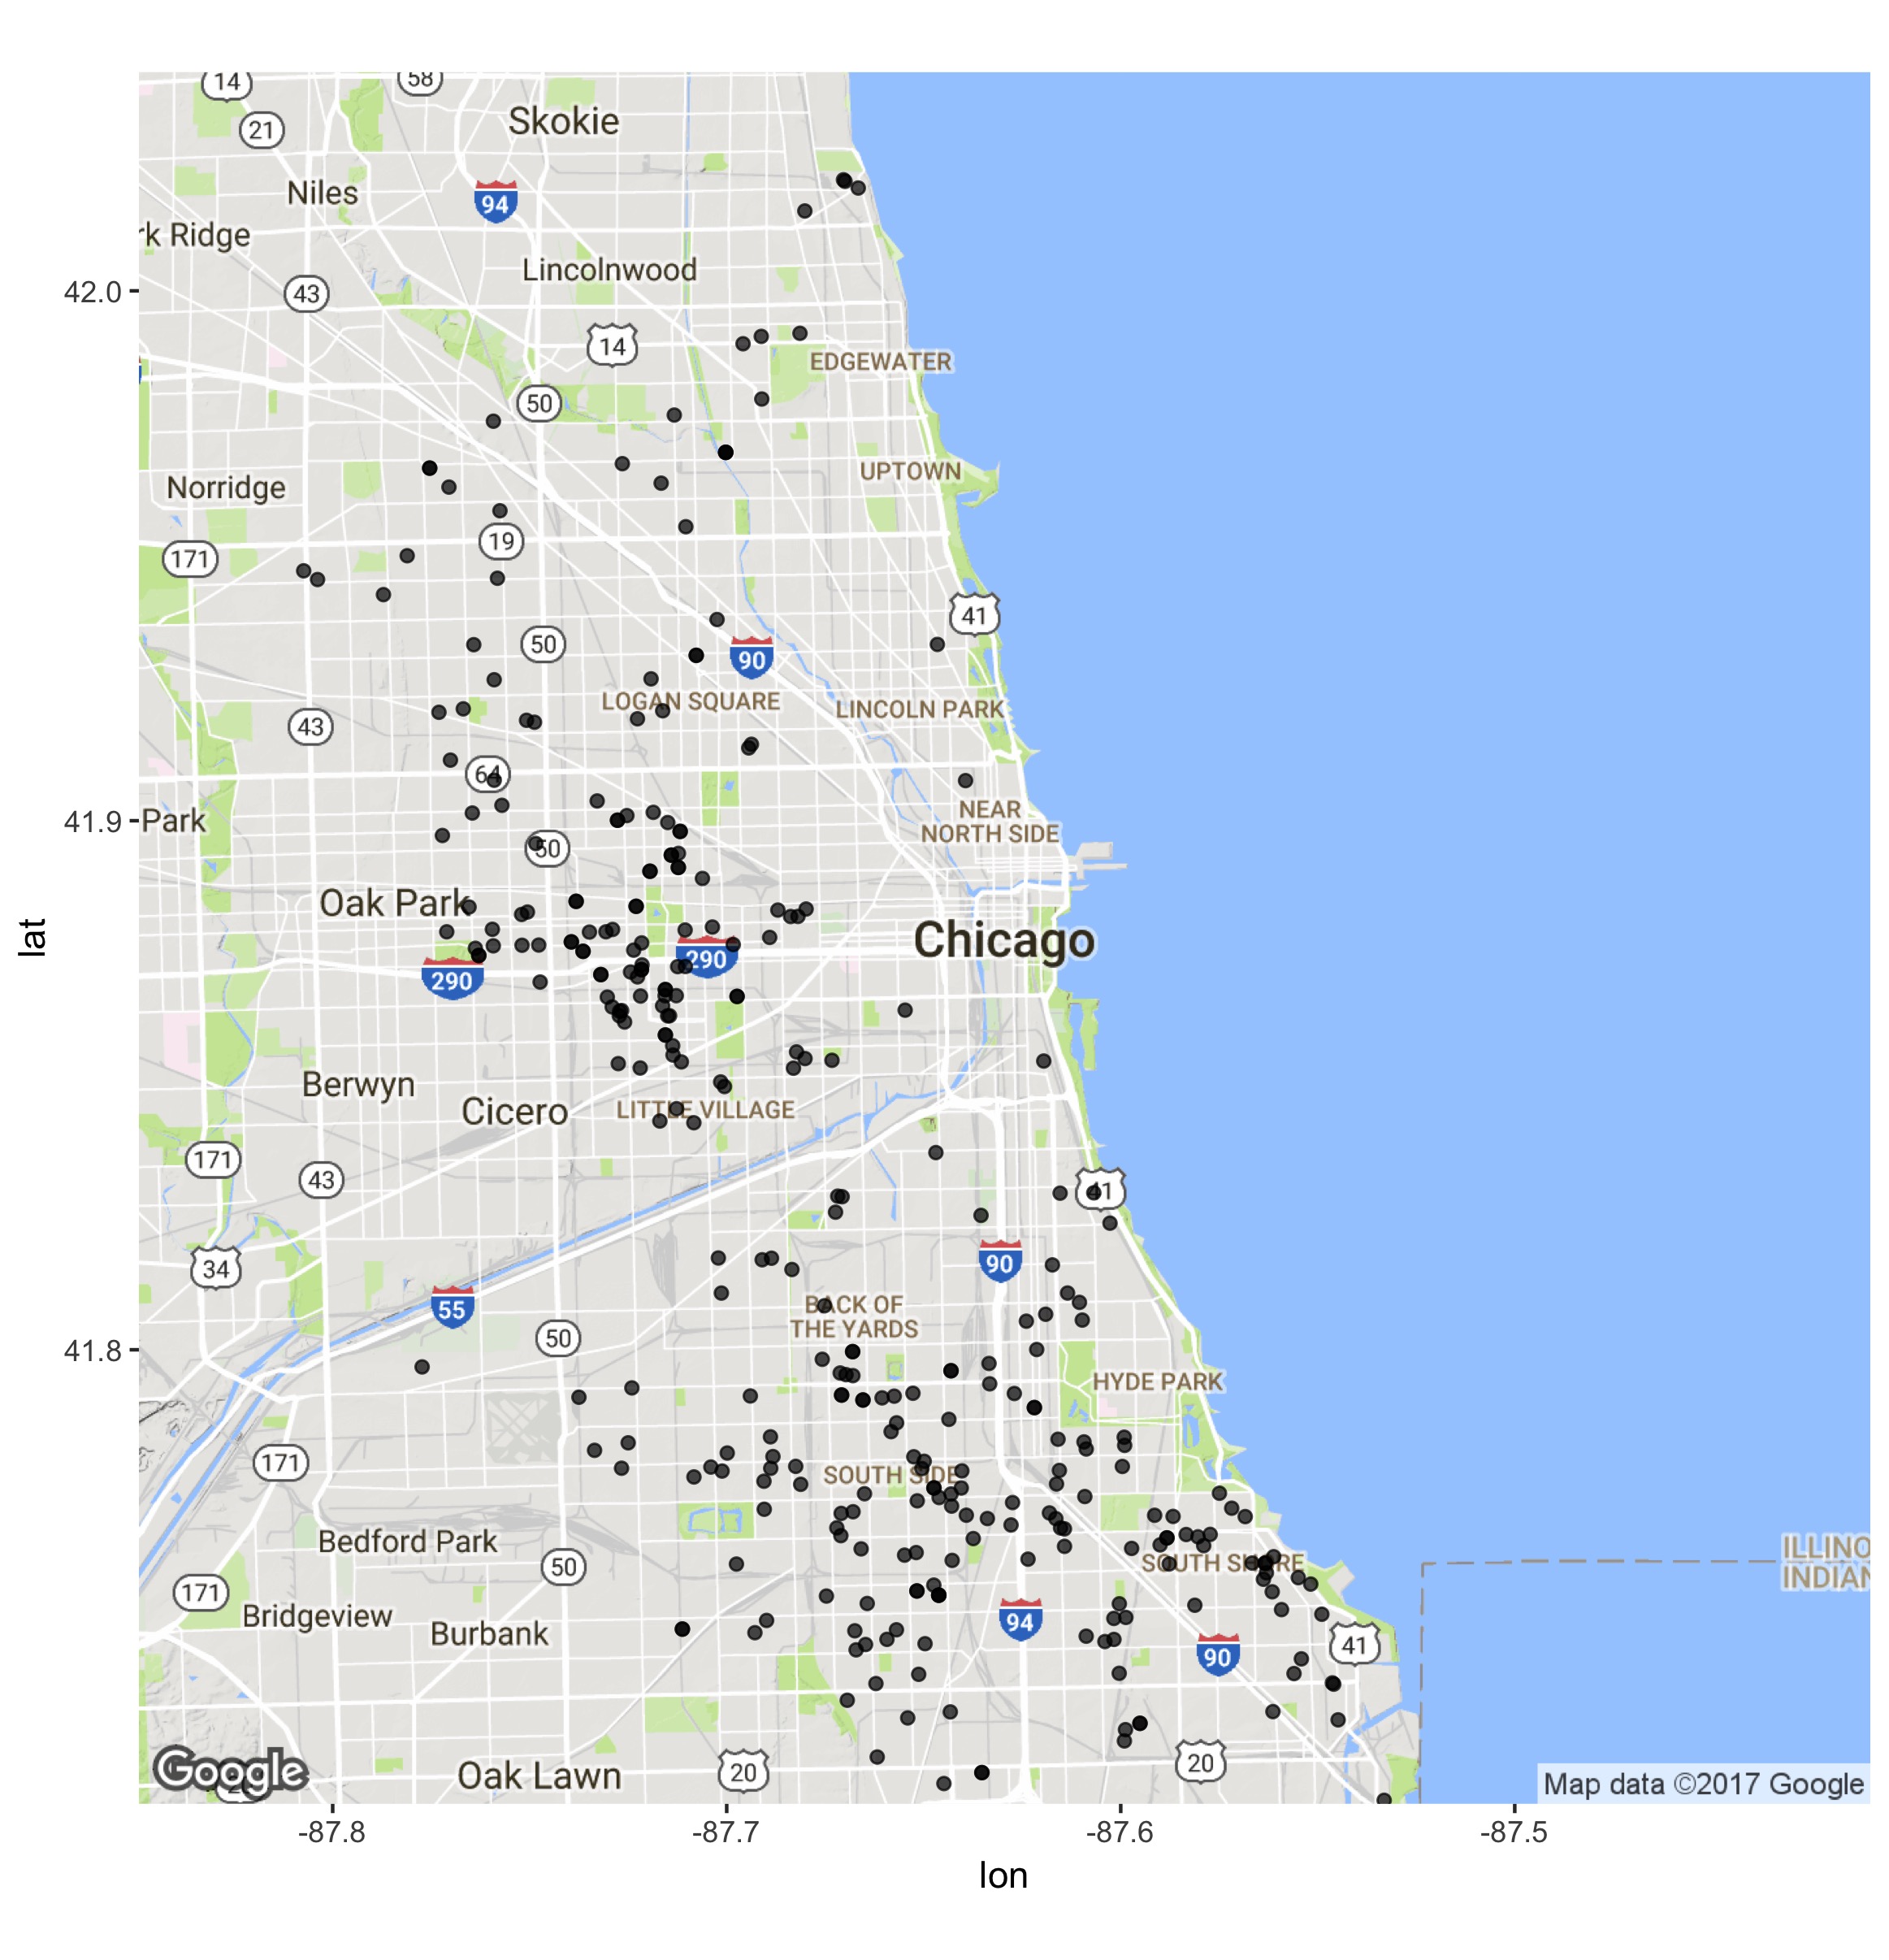 14
58
21
Skokie
Niles
94
rk Ridge
Lincolnwood
42.0
43
14
EDGEWATER
50
UPTOWN
Norridge
19
171
41
50
90
LOGAN SQUARE
LINCOLN PARK
43
64
NEAR
NORTH SIDE
41.9
Park
50
Oak Park
Chicago
290
290
lat
Berwyn
Cicero
LITTLE VILLAGE
171
43
41
34
90
55
BACK OF
THE YARDS
50
41.8
HYDE PARK
171
SOUTH SIDE
Bedford Park
50
SOUTH SHORE
ILLINO
INDIAN
171
Bridgeview
Burbank
94
90
41
Google
Oak Lawn
20
20
Map data ©2017 Google
-87.8
-87.7
-87.6
-87.5
lon